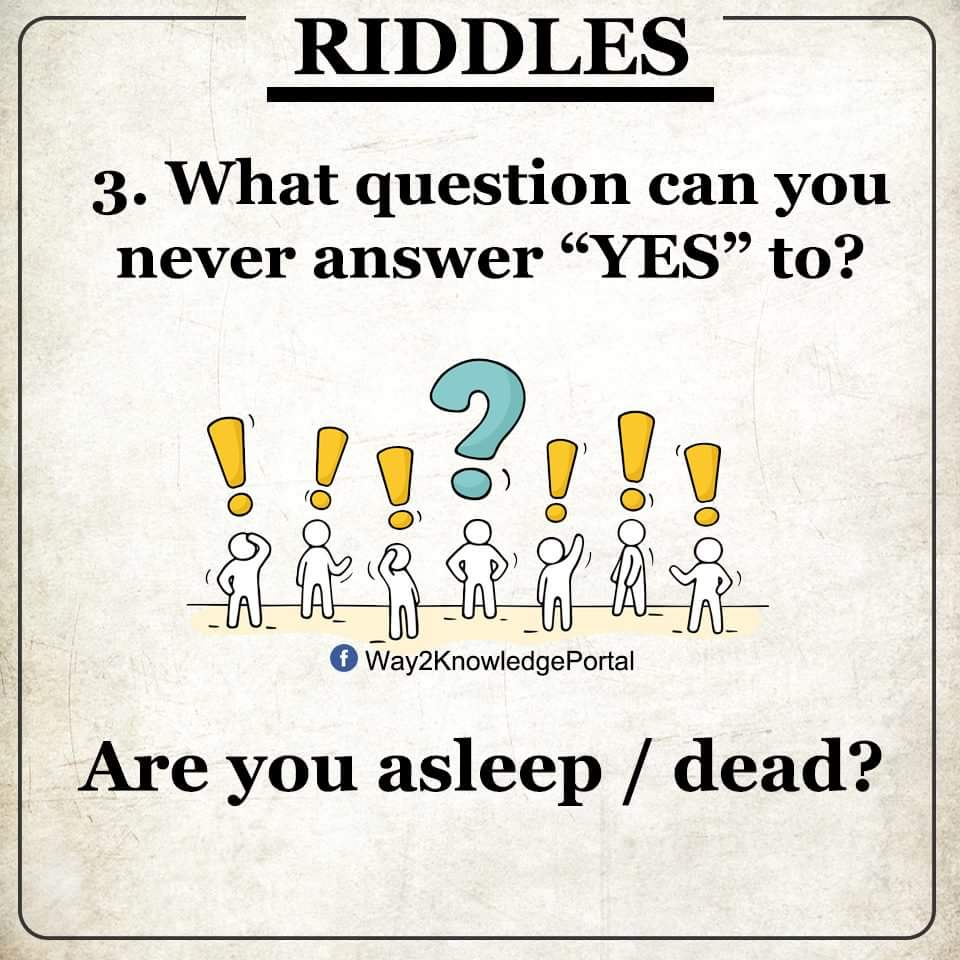 RIDDLES
3. What question can you
never answer “YES” to?
f Way2KnowledgePortal
Are you asleep / dead?